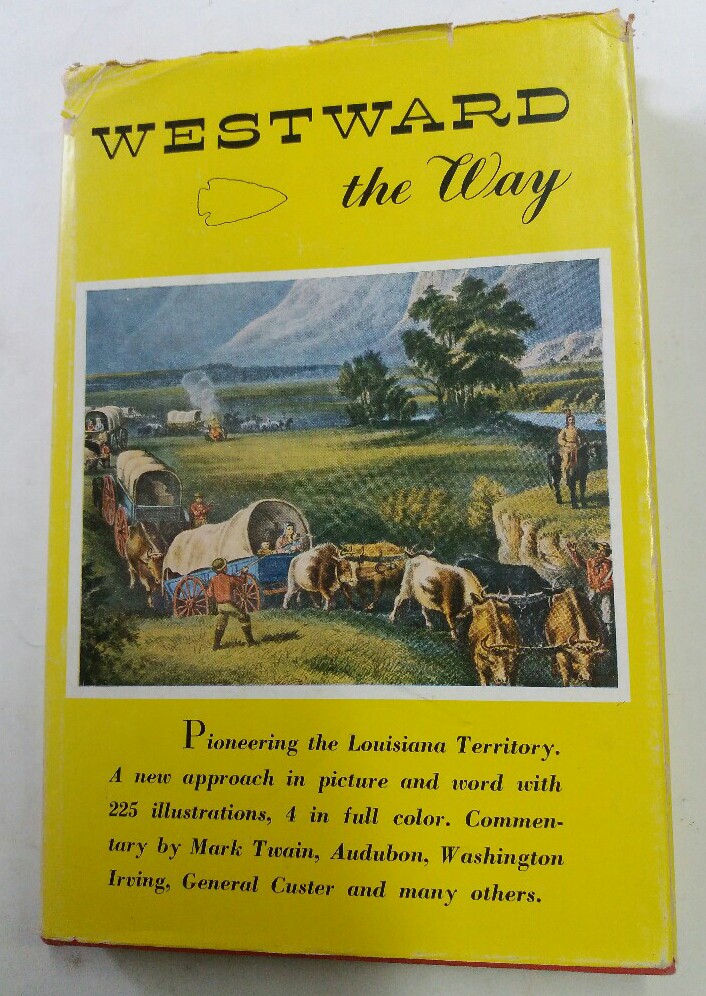 WESTWARD
the Way
Pioneering the Louisiana Territory.
A new approach in picture and word with
225 illustrations, 4 in full color. Commen-
tary by Mark Twain, Audubon, Washington
Irving, General Custer and many others.